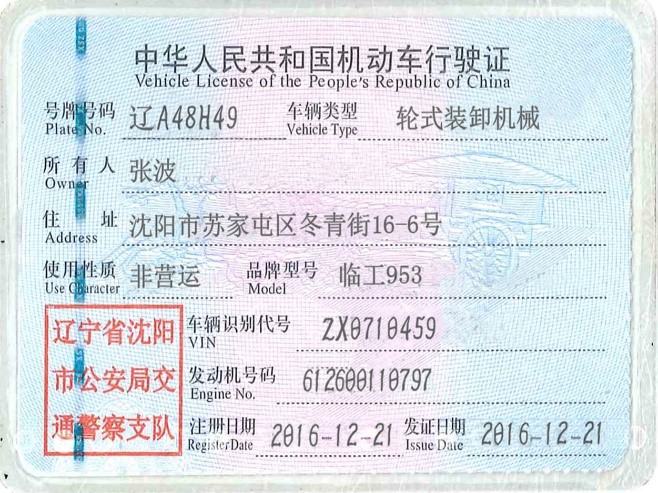 中华人民共和国机动车行驶证
Vehicle License of the People's Republic of China
号牌号码 辽A48H49 车辆类型 轮式装卸机械
Plate No. Vehicle Type
所有人 张波
Owner
住址 沈阳市苏家屯区冬青街16-6号
Address
使用性质 非营运 品牌型号 临工953
Use Character Model
辽宁省沈阳
市公安局交
通警察支队
车辆识别代号 ZX0710459
VIN
发动机号码 612600110797
Engine No.
注册日期 2016-12-21 发证日期 2016-12-21
Register Date Issue Date